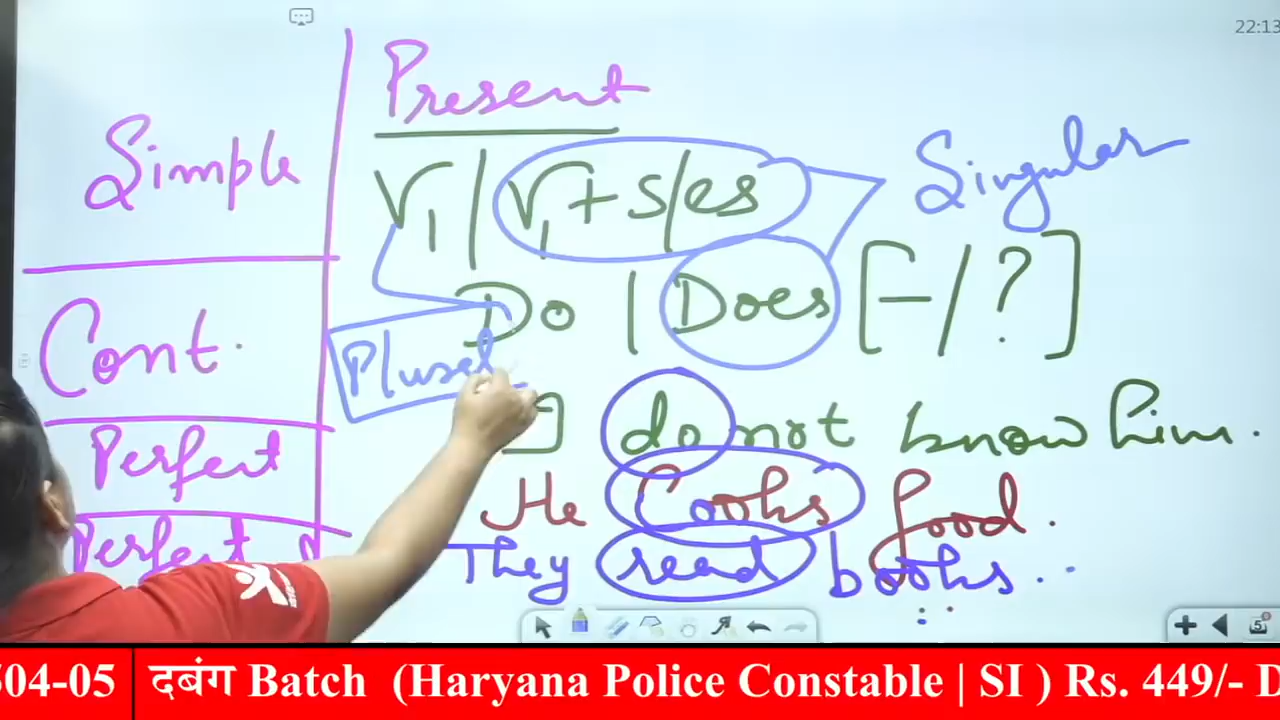 22:13
Present
Simple
V1 | V1+s/es
Singular
Do | Does [-/?]
Cont.
Plural
I do not know him.
Perfect
He Cooks food.
Perfect
They read books.
504-05 दबंग Batch (Haryana Police Constable | SI ) Rs. 449/- D